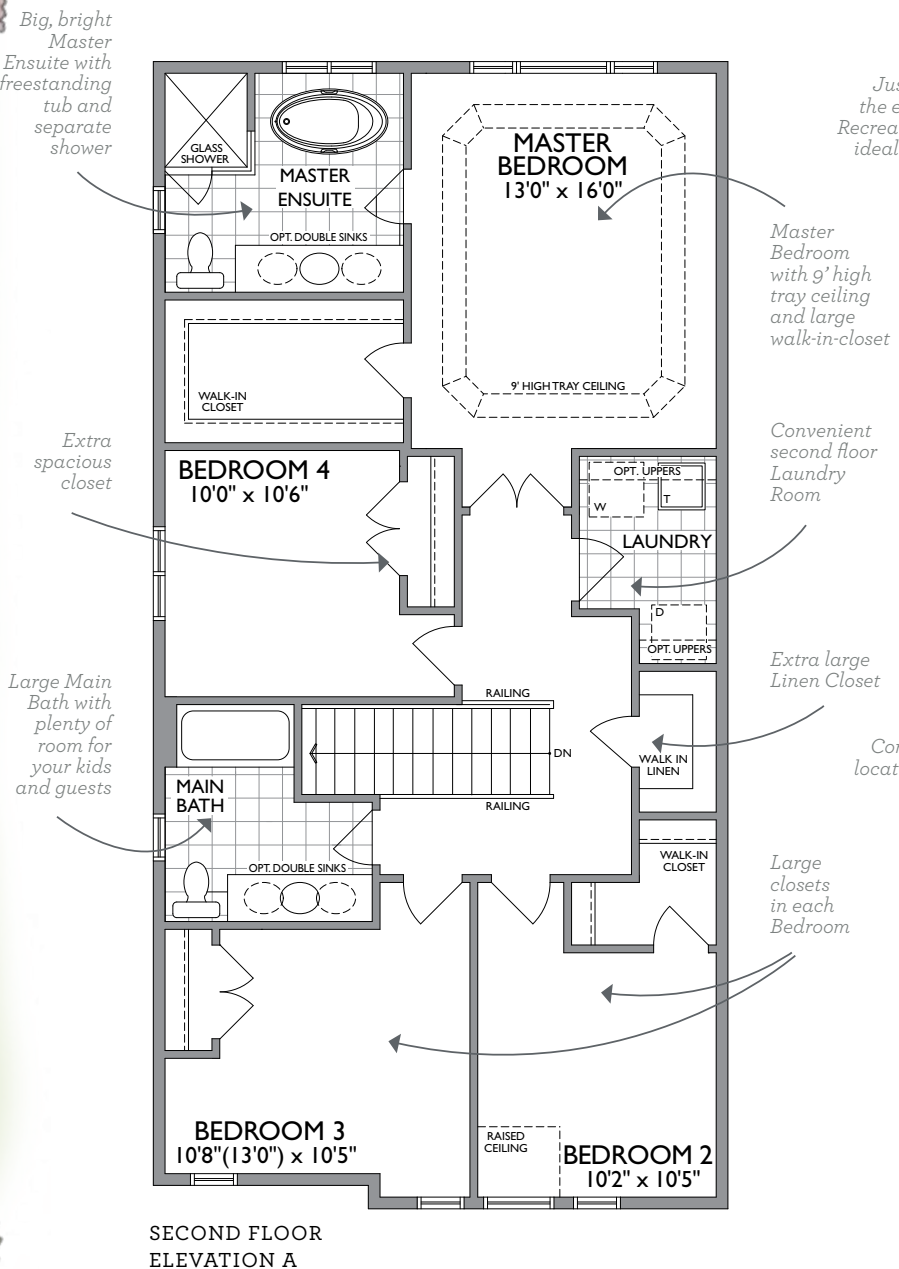 Big, bright
Master
Ensuite with
freestanding
tub and
separate
shower
GLASS
SHOWER
MASTER
ENSUITE
OPT. DOUBLE SINKS
MASTER
BEDROOM
13'0" x 16'0"
9' HIGH TRAY CEILING
the
Master
Bedroom
with 9' high
tray ceiling
and large
walk-in-closet
WALK-IN
CLOSET
Extra
spacious
closet
BEDROOM 4
10'0" x 10'6"
Convenient
second floor
Laundry
Room
OPT. UPPERS
W
T
LAUNDRY
D
OPT. UPPERS
Extra large
Linen Closet
WALK IN
LINEN
RAILING
DN
RAILING
Large Main
Bath with
plenty of
room for
your kids
and guests
MAIN
BATH
OPT. DOUBLE SINKS
WALK-IN
CLOSET
Large
closets
in each
Bedroom
BEDROOM 3
10'8"(13'0") x 10'5"
RAISED
CEILING
BEDROOM 2
10'2" x 10'5"
SECOND FLOOR
ELEVATION A